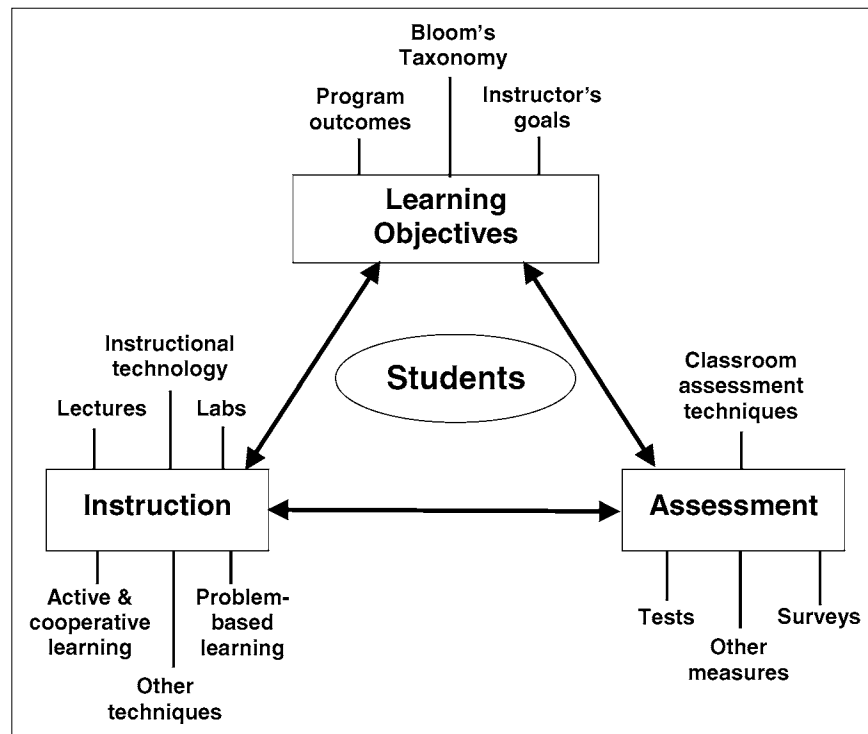 Bloom's
Taxonomy
Program
outcomes
Instructor's
goals
Learning
Objectives
Instructional
technology
Lectures
Labs
Students
Classroom
assessment
techniques
Instruction
Assessment
Active &
cooperative
learning
Problem-
based
learning
Other
techniques
Tests
Other
measures
Surveys